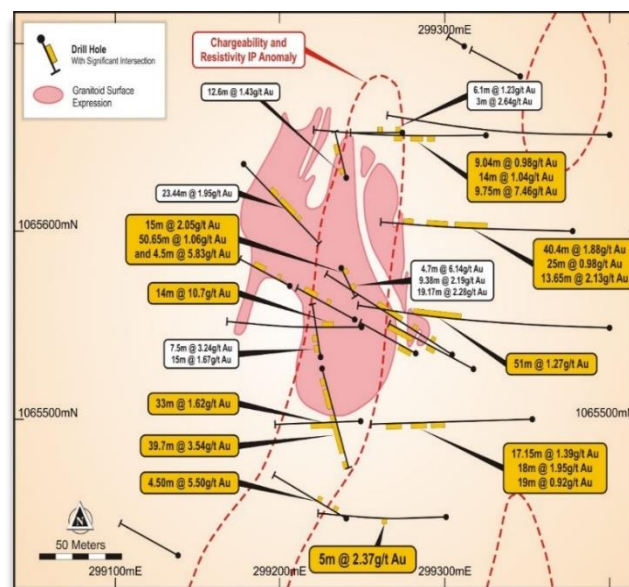 299300mE
Drill Hole
With Significant Intersection
Granitoid Surface
Expression
Chargeability and
Resistivity IP Anomaly
12.6m @ 1.43g/t Au
6.1m @ 1.23g/t Au
3m @ 2.64g/t Au
9.04m @ 0.98g/t Au
14m @ 1.04g/t Au
9.75m @ 7.46g/t Au
23.44m @ 1.95g/t Au
1065600mN
15m @ 2.05g/t Au
50.65m @ 1.06g/t Au
and 4.5m @ 5.83g/t Au
40.4m @ 1.88g/t Au
25m @ 0.98g/t Au
13.65m @ 2.13g/t Au
4.7m @ 6.14g/t Au
9.38m @ 2.19g/t Au
19.17m @ 2.28g/t Au
14m @ 10.7g/t Au
7.5m @ 3.24g/t Au
15m @ 1.67g/t Au
51m @ 1.27g/t Au
33m @ 1.62g/t Au
1065500mN
1065500mN
39.7m @ 3.54g/t Au
17.15m @ 1.39g/t Au
18m @ 1.95g/t Au
19m @ 0.92g/t Au
4.50m @ 5.50g/t Au
N
50 Meters
5m @ 2.37g/t Au
299100mE
299200mE
299300mE